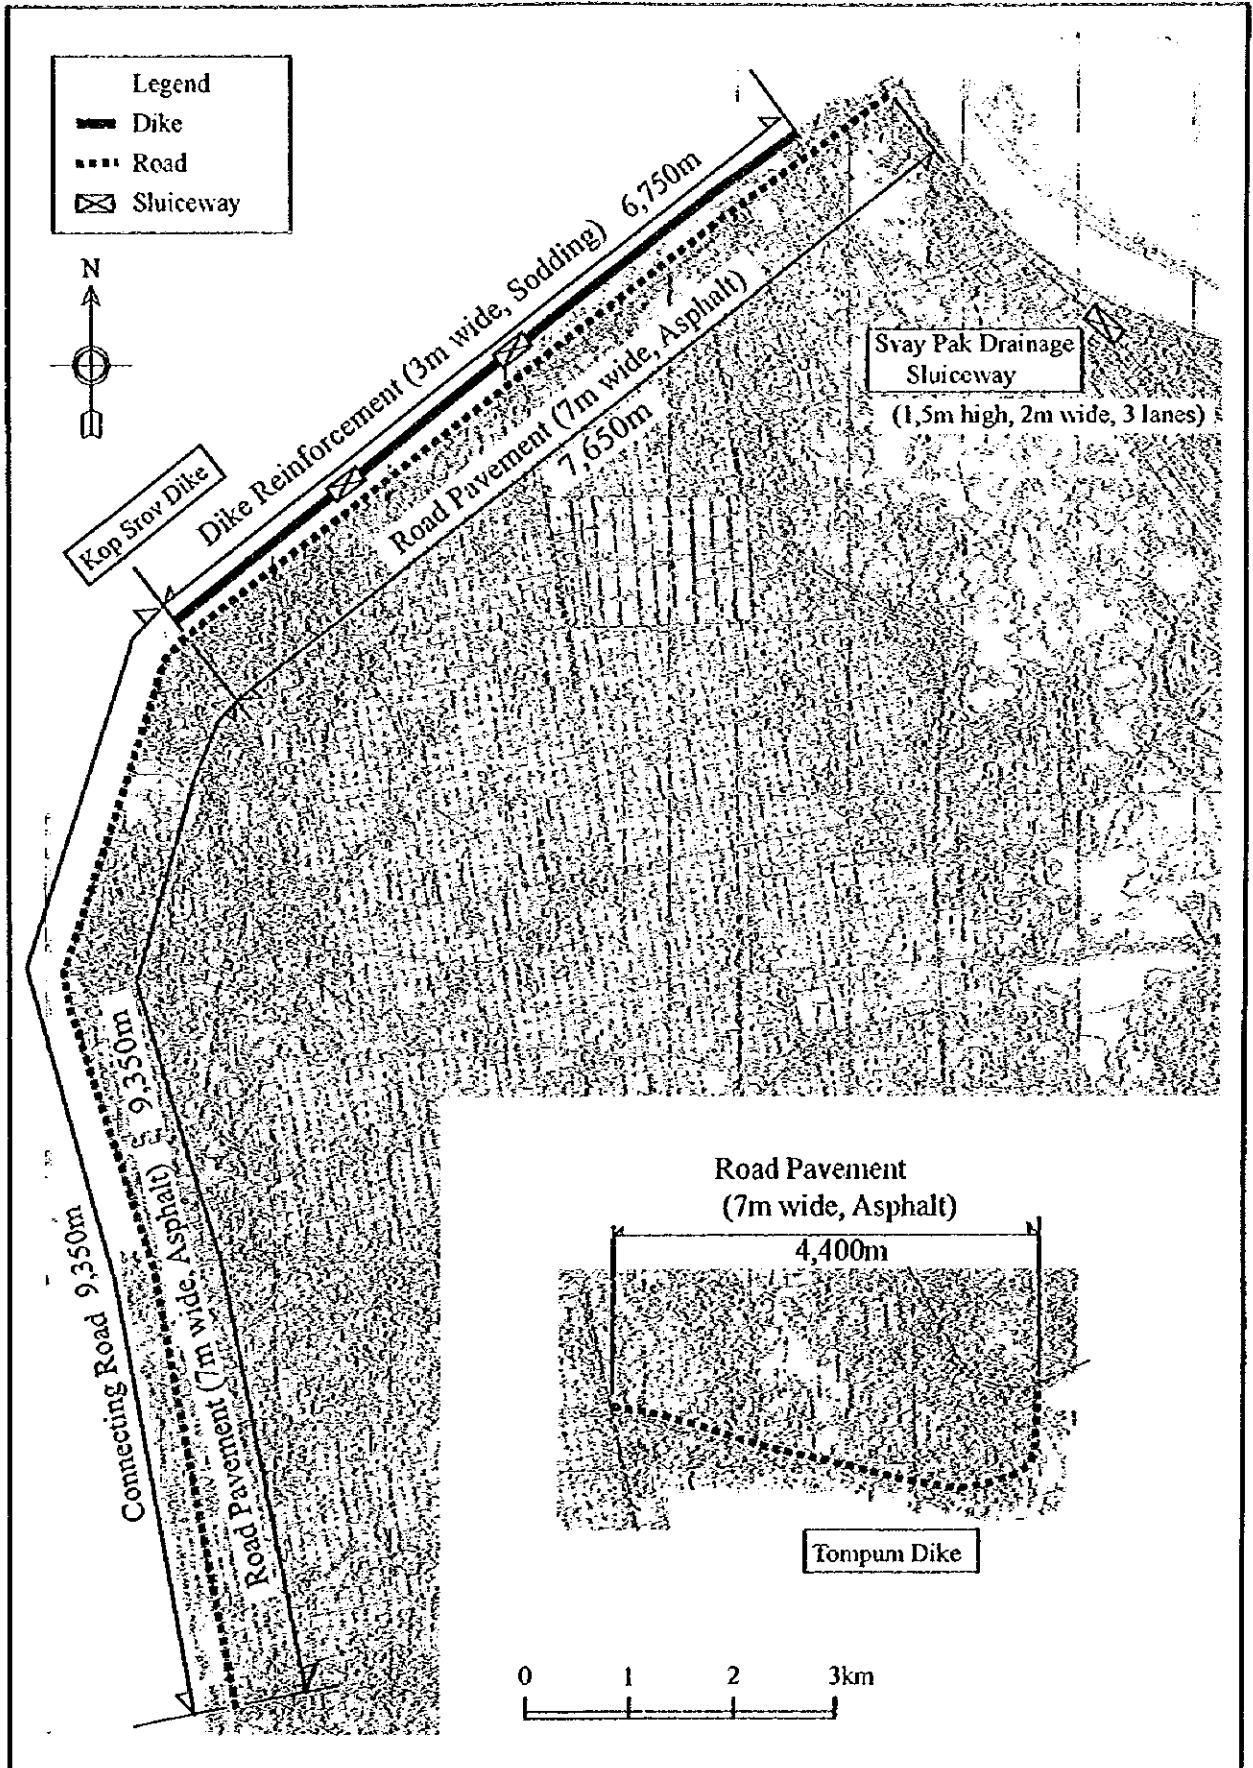 Legend
Dike
Road
Sluiceway
N
Kop Srov Dike
Dike Reinforcement (3m wide, Sodding) 6,750m
Road Pavement (7m wide, Asphalt)
7,650m
Svay Pak Drainage
Sluiceway
(1,5m high, 2m wide, 3 lanes)
Connecting Road 9,350m
Road Pavement (7m wide, Asphalt)
9,350m
Road Pavement
(7m wide, Asphalt)
4,400m
Tompum Dike
0 1 2 3km